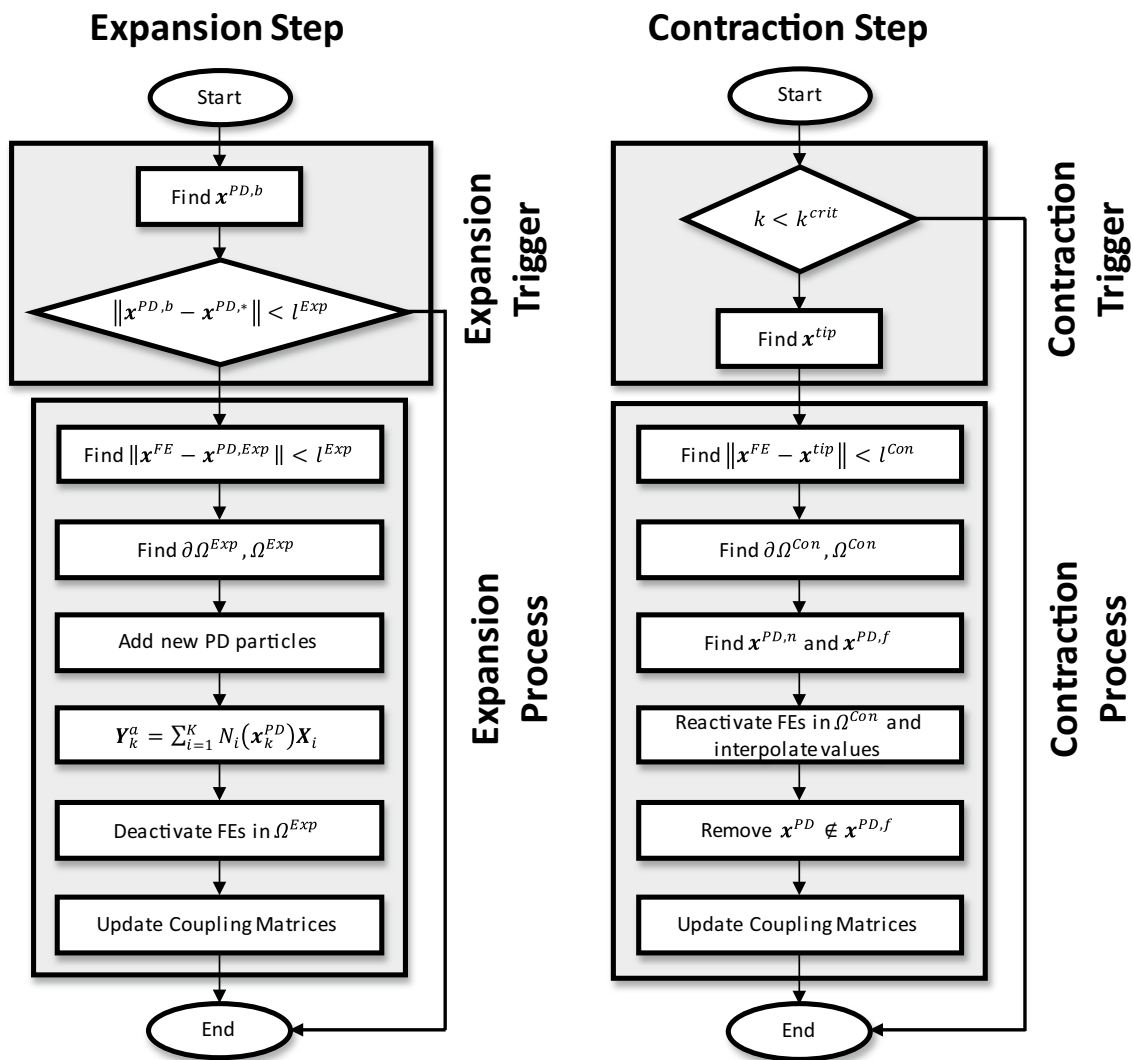 Expansion Step
Start
Find x^{PD,b}
‖x^{PD,b} − x^{PD,*}‖ < l^{Exp}
Expansion
Trigger
Find ‖x^{FE} − x^{PD,Exp}‖ < l^{Exp}
Find ∂Ω^{Exp}, Ω^{Exp}
Add new PD particles
Y_k^a = ∑_{i=1}^K N_i(x_k^{PD})X_i
Deactivate FEs in Ω^{Exp}
Update Coupling Matrices
Expansion
Process
End
Contraction Step
Start
k < k^{crit}
Find x^{tip}
Contraction
Trigger
Find ‖x^{FE} − x^{tip}‖ < l^{Con}
Find ∂Ω^{Con}, Ω^{Con}
Find x^{PD,n} and x^{PD,f}
Reactivate FEs in Ω^{Con} and
interpolate values
Remove x^{PD} ∉ x^{PD,f}
Update Coupling Matrices
Contraction
Process
End